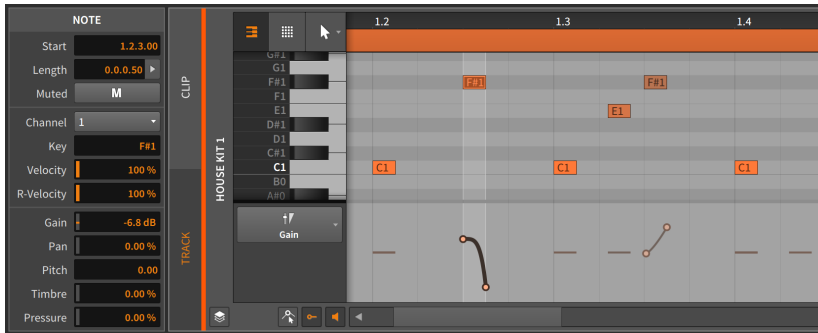 NOTE
Start 1.2.3.00
Length 0.0.0.50
Muted M
Channel 1
Key F#1
Velocity 100 %
R-Velocity 100 %
Gain -6.8 dB
Pan 0.00 %
Pitch 0.00
Timbre 0.00 %
Pressure 0.00 %
CLIP
TRACK
HOUSE KIT 1
1.2 1.3 1.4
G#1
G1
F#1
F1
E1
D#1
D1
C#1
C1
B0
A#0
F#1 F#1
E1
C1 C1 C1
Gain